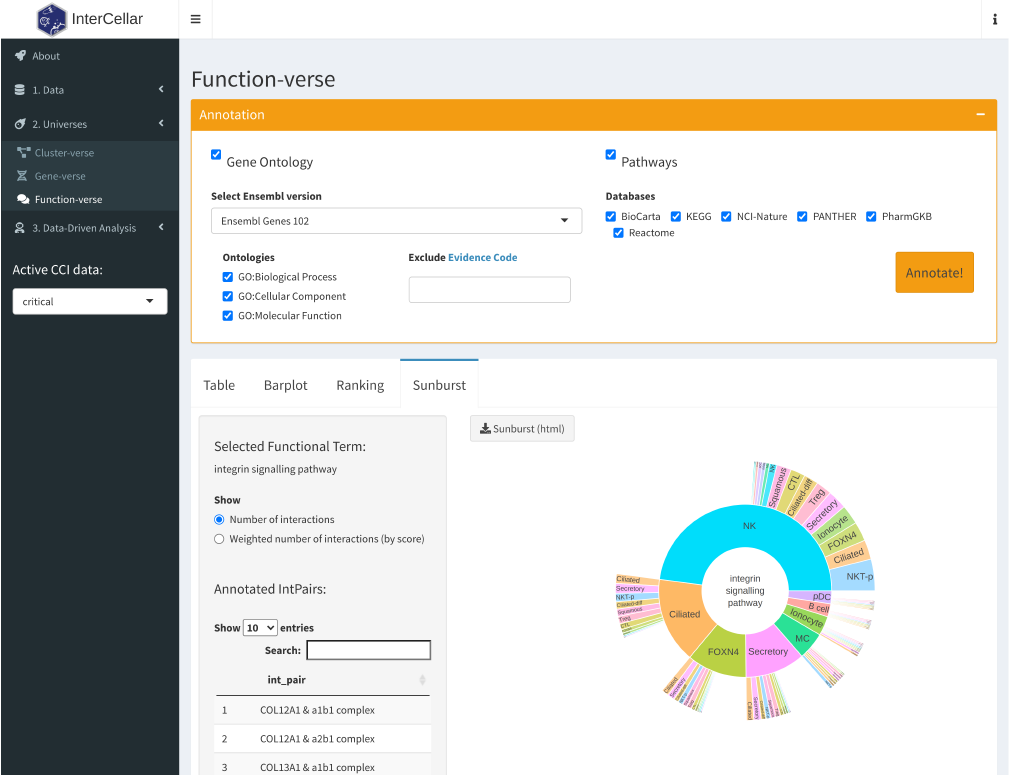 InterCellar
About
1. Data
2. Universes
Cluster-verse
Gene-verse
Function-verse
3. Data-Driven Analysis
Active CCI data:
critical
Function-verse
Annotation
Gene Ontology
Pathways
Select Ensembl version
Databases
Ensembl Genes 102
BioCarta KEGG NCI-Nature PANTHER PharmGKB
Reactome
Ontologies
Exclude Evidence Code
GO:Biological Process
GO:Cellular Component
GO:Molecular Function
Annotate!
Table Barplot Ranking Sunburst
Selected Functional Term:
integrin signalling pathway
Show
Number of interactions
Weighted number of interactions (by score)
Annotated IntPairs:
Show 10 entries
Search:
int_pair
1 COL12A1 & a1b1 complex
2 COL12A1 & a2b1 complex
3 COL13A1 & a1b1 complex
Sunburst (html)
integrin
signalling
pathway
NK
Squamous
CTL
Ciliated-diff
Treg
Secretory
Ionocyte
FOXN4
Ciliated
NKT-p
pDC
B cell
Ionocyte
MC
Secretory
FOXN4
Ciliated
Ciliated
Secretory
NKT-p
Ciliated-diff
Squamous
Treg
CTL
Ciliated
Secretory
Ciliated
Secretory